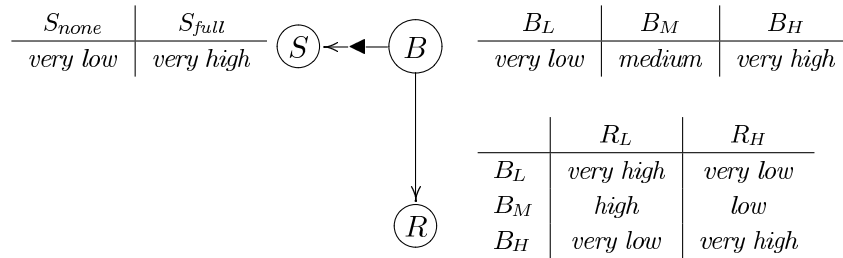 S_none S_full S B B_L B_M B_H
very low very high very low medium very high
R_L R_H
B_L very high very low
B_M high low
R B_H very low very high